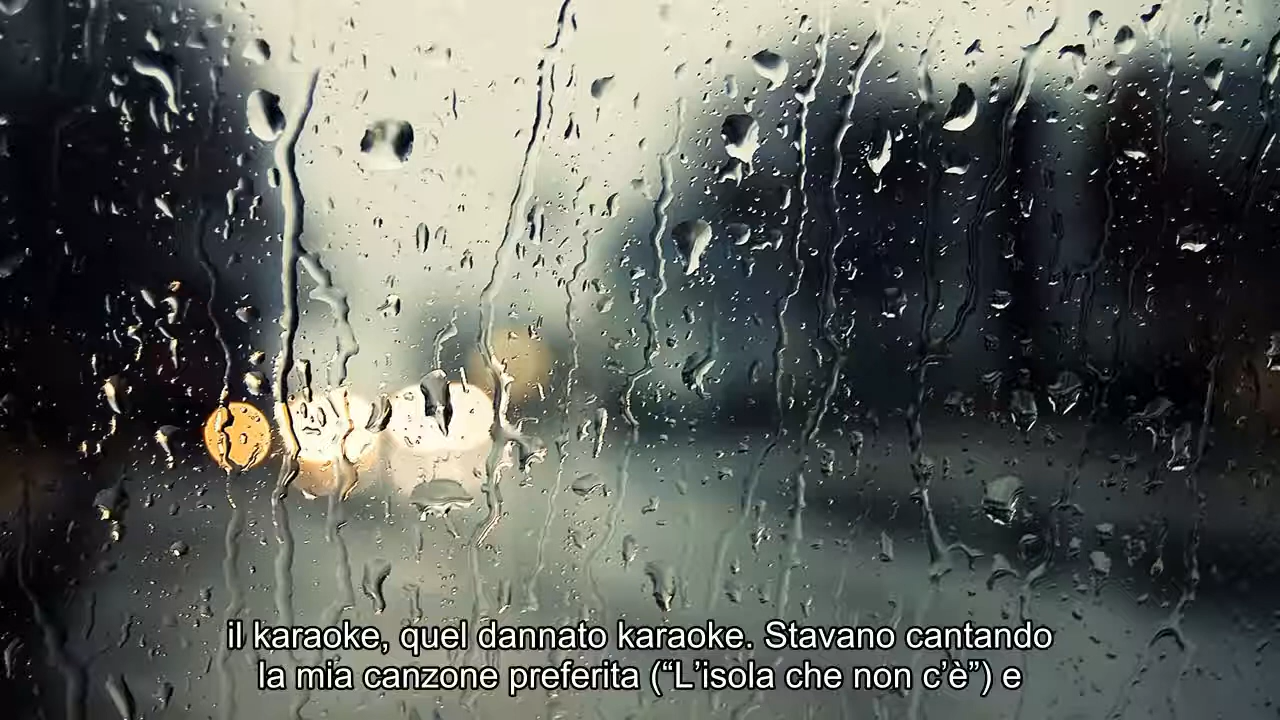 il karaoke, quel dannato karaoke. Stavano cantando
la mia canzone preferita (“L’isola che non c’è”) e